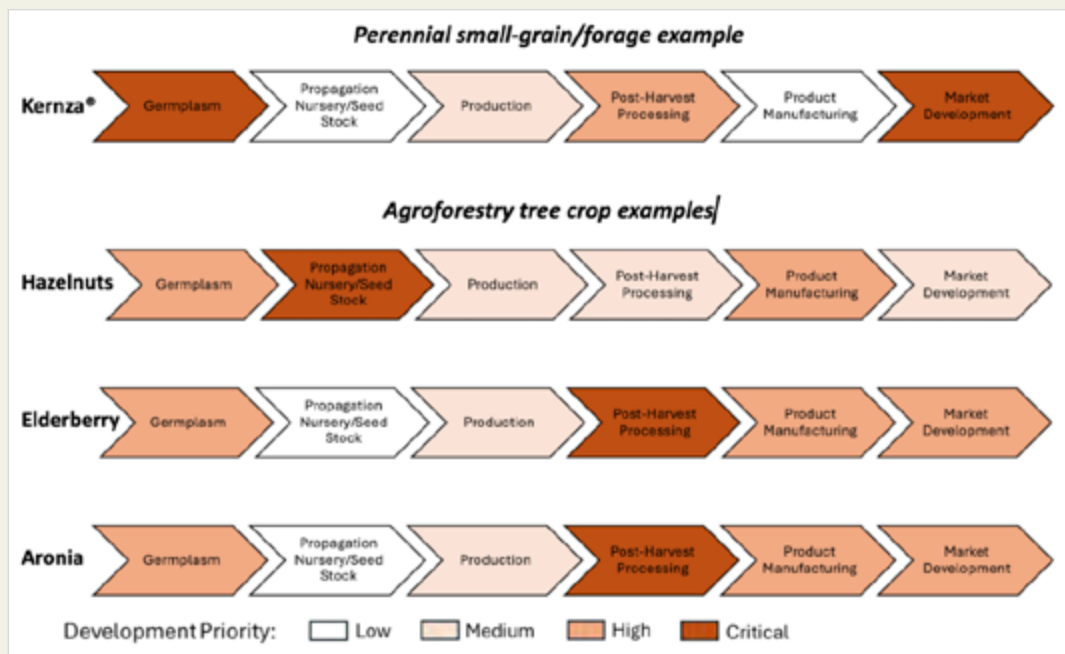 Perennial small-grain/forage example
Kernza®
Germplasm
Propagation
Nursery/Seed
Stock
Production
Post-Harvest
Processing
Product
Manufacturing
Market
Development
Agroforestry tree crop examples
Hazelnuts
Germplasm
Propagation
Nursery/Seed
Stock
Production
Post-Harvest
Processing
Product
Manufacturing
Market
Development
Elderberry
Germplasm
Propagation
Nursery/Seed
Stock
Production
Post-Harvest
Processing
Product
Manufacturing
Market
Development
Aronia
Germplasm
Propagation
Nursery/Seed
Stock
Production
Post-Harvest
Processing
Product
Manufacturing
Market
Development
Development Priority: Low Medium High Critical